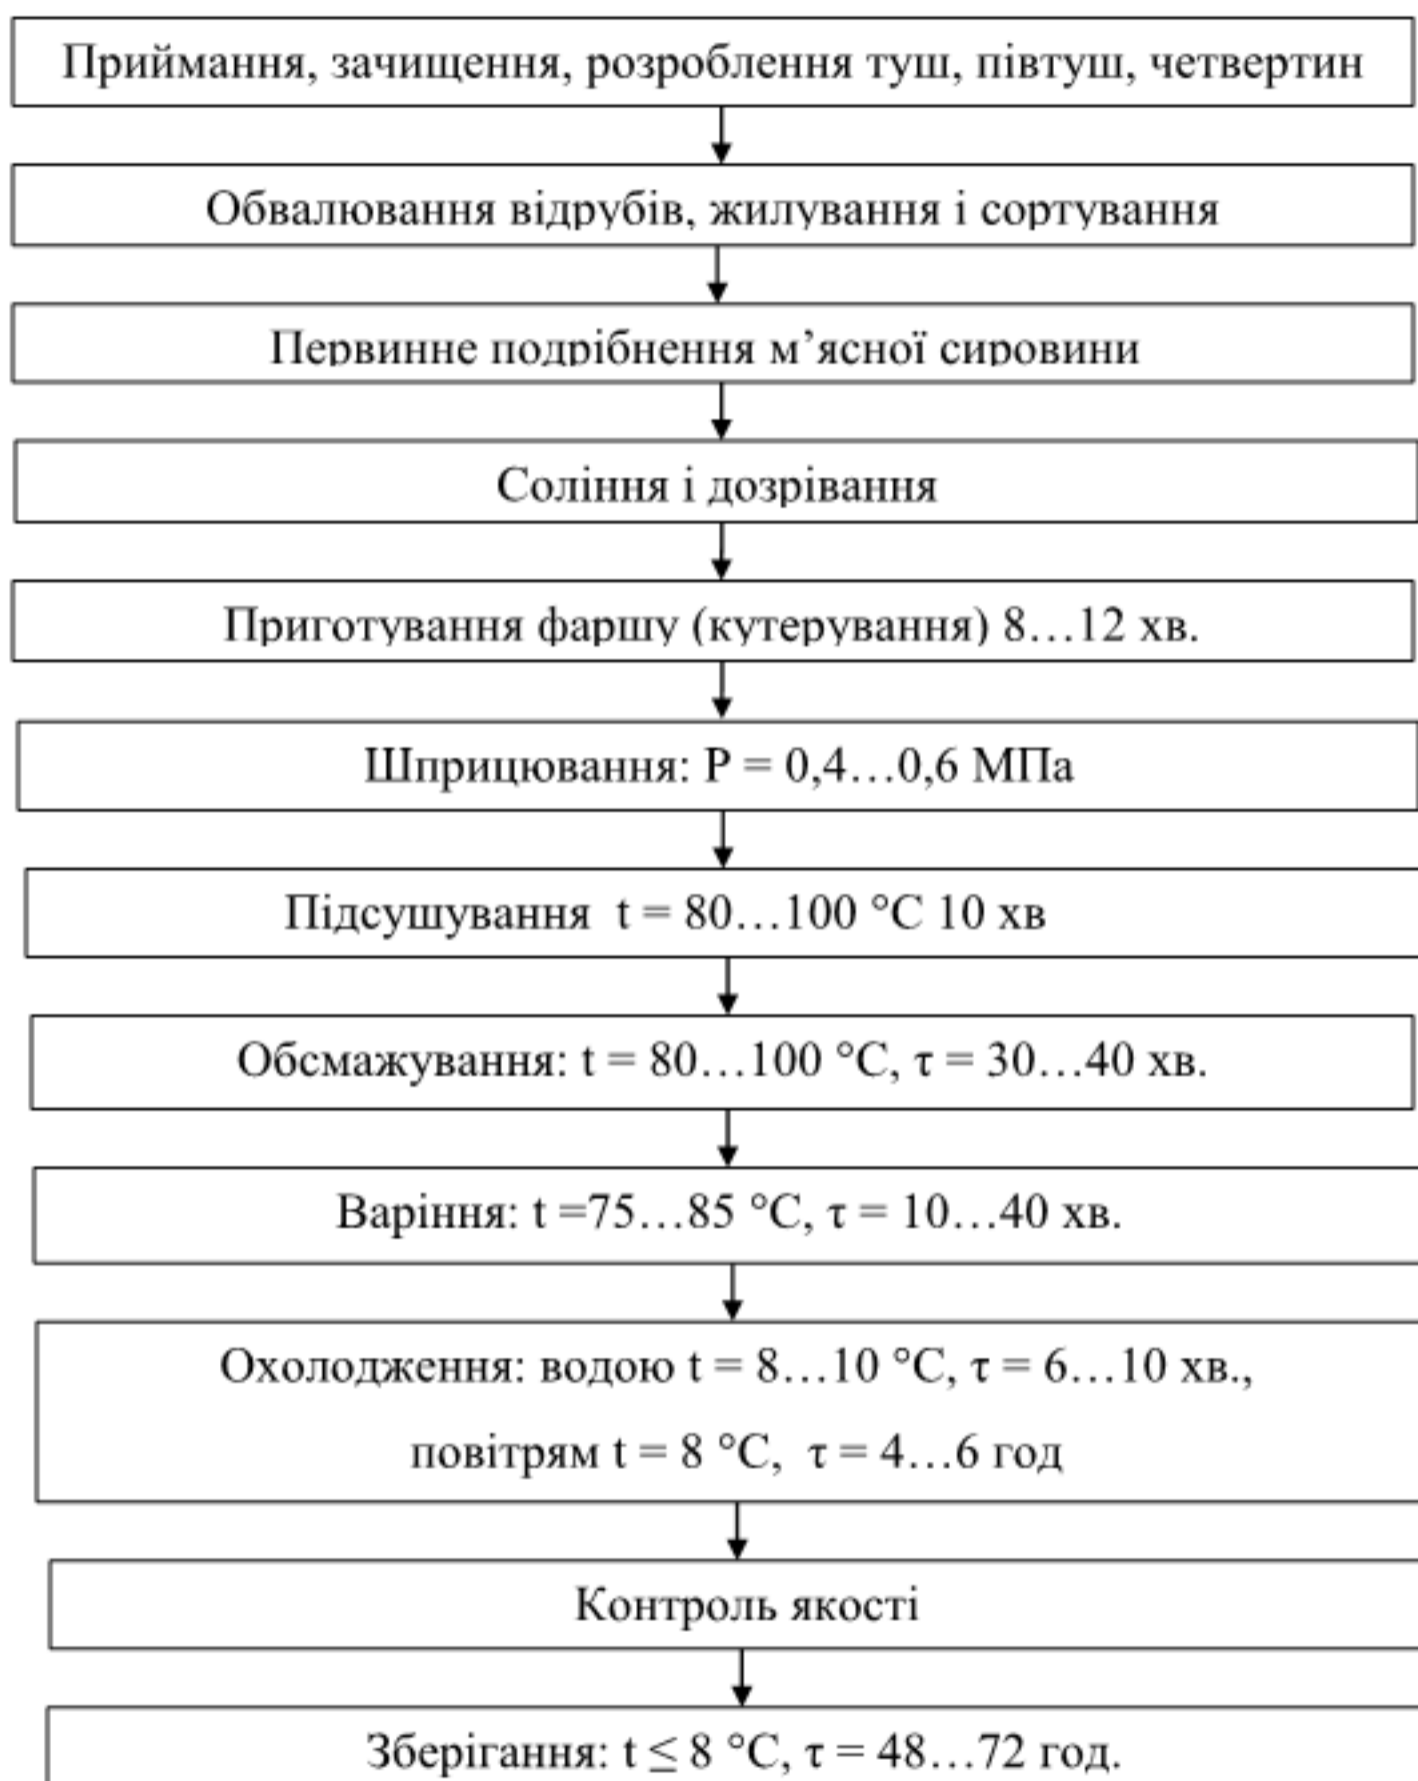 Приймання, зачищення, розроблення туш, півтуш, четвертин
Обвалювання відрубів, жилування і сортування
Первинне подрібнення м’ясної сировини
Соління і дозрівання
Приготування фаршу (кутерування) 8…12 хв.
Шприцювання: Р = 0,4…0,6 МПа
Підсушування t = 80…100 °С 10 хв
Обсмажування: t = 80…100 °С, τ = 30…40 хв.
Варіння: t =75…85 °С, τ = 10…40 хв.
Охолодження: водою t = 8…10 °С, τ = 6…10 хв.,
повітрям t = 8 °С, τ = 4…6 год
Контроль якості
Зберігання: t ≤ 8 °С, τ = 48…72 год.